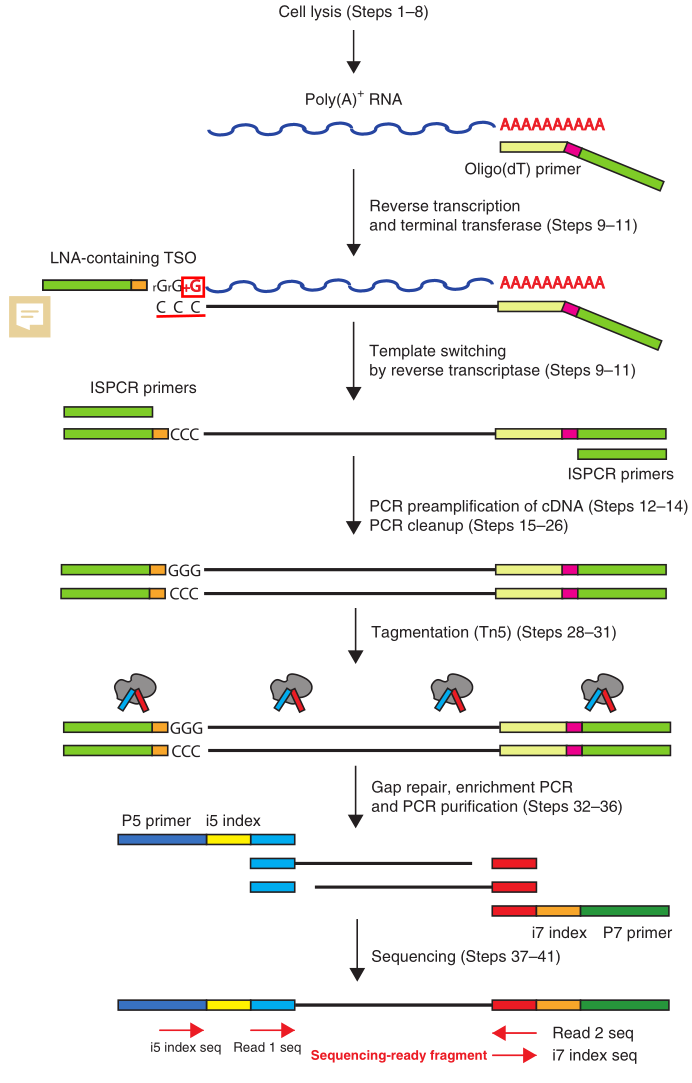 Cell lysis (Steps 1–8)
Poly(A)+ RNA
AAAAAAAAAA
Oligo(dT) primer
Reverse transcription
and terminal transferase (Steps 9–11)
LNA-containing TSO
rGrG+G
AAAAAAAAAA
C C C
Template switching
by reverse transcriptase (Steps 9–11)
ISPCR primers
CCC
ISPCR primers
PCR preamplification of cDNA (Steps 12–14)
PCR cleanup (Steps 15–26)
GGG
CCC
Tagmentation (Tn5) (Steps 28–31)
GGG
CCC
Gap repair, enrichment PCR
and PCR purification (Steps 32–36)
P5 primer i5 index
i7 index P7 primer
Sequencing (Steps 37–41)
i5 index seq Read 1 seq
Read 2 seq
Sequencing-ready fragment
i7 index seq